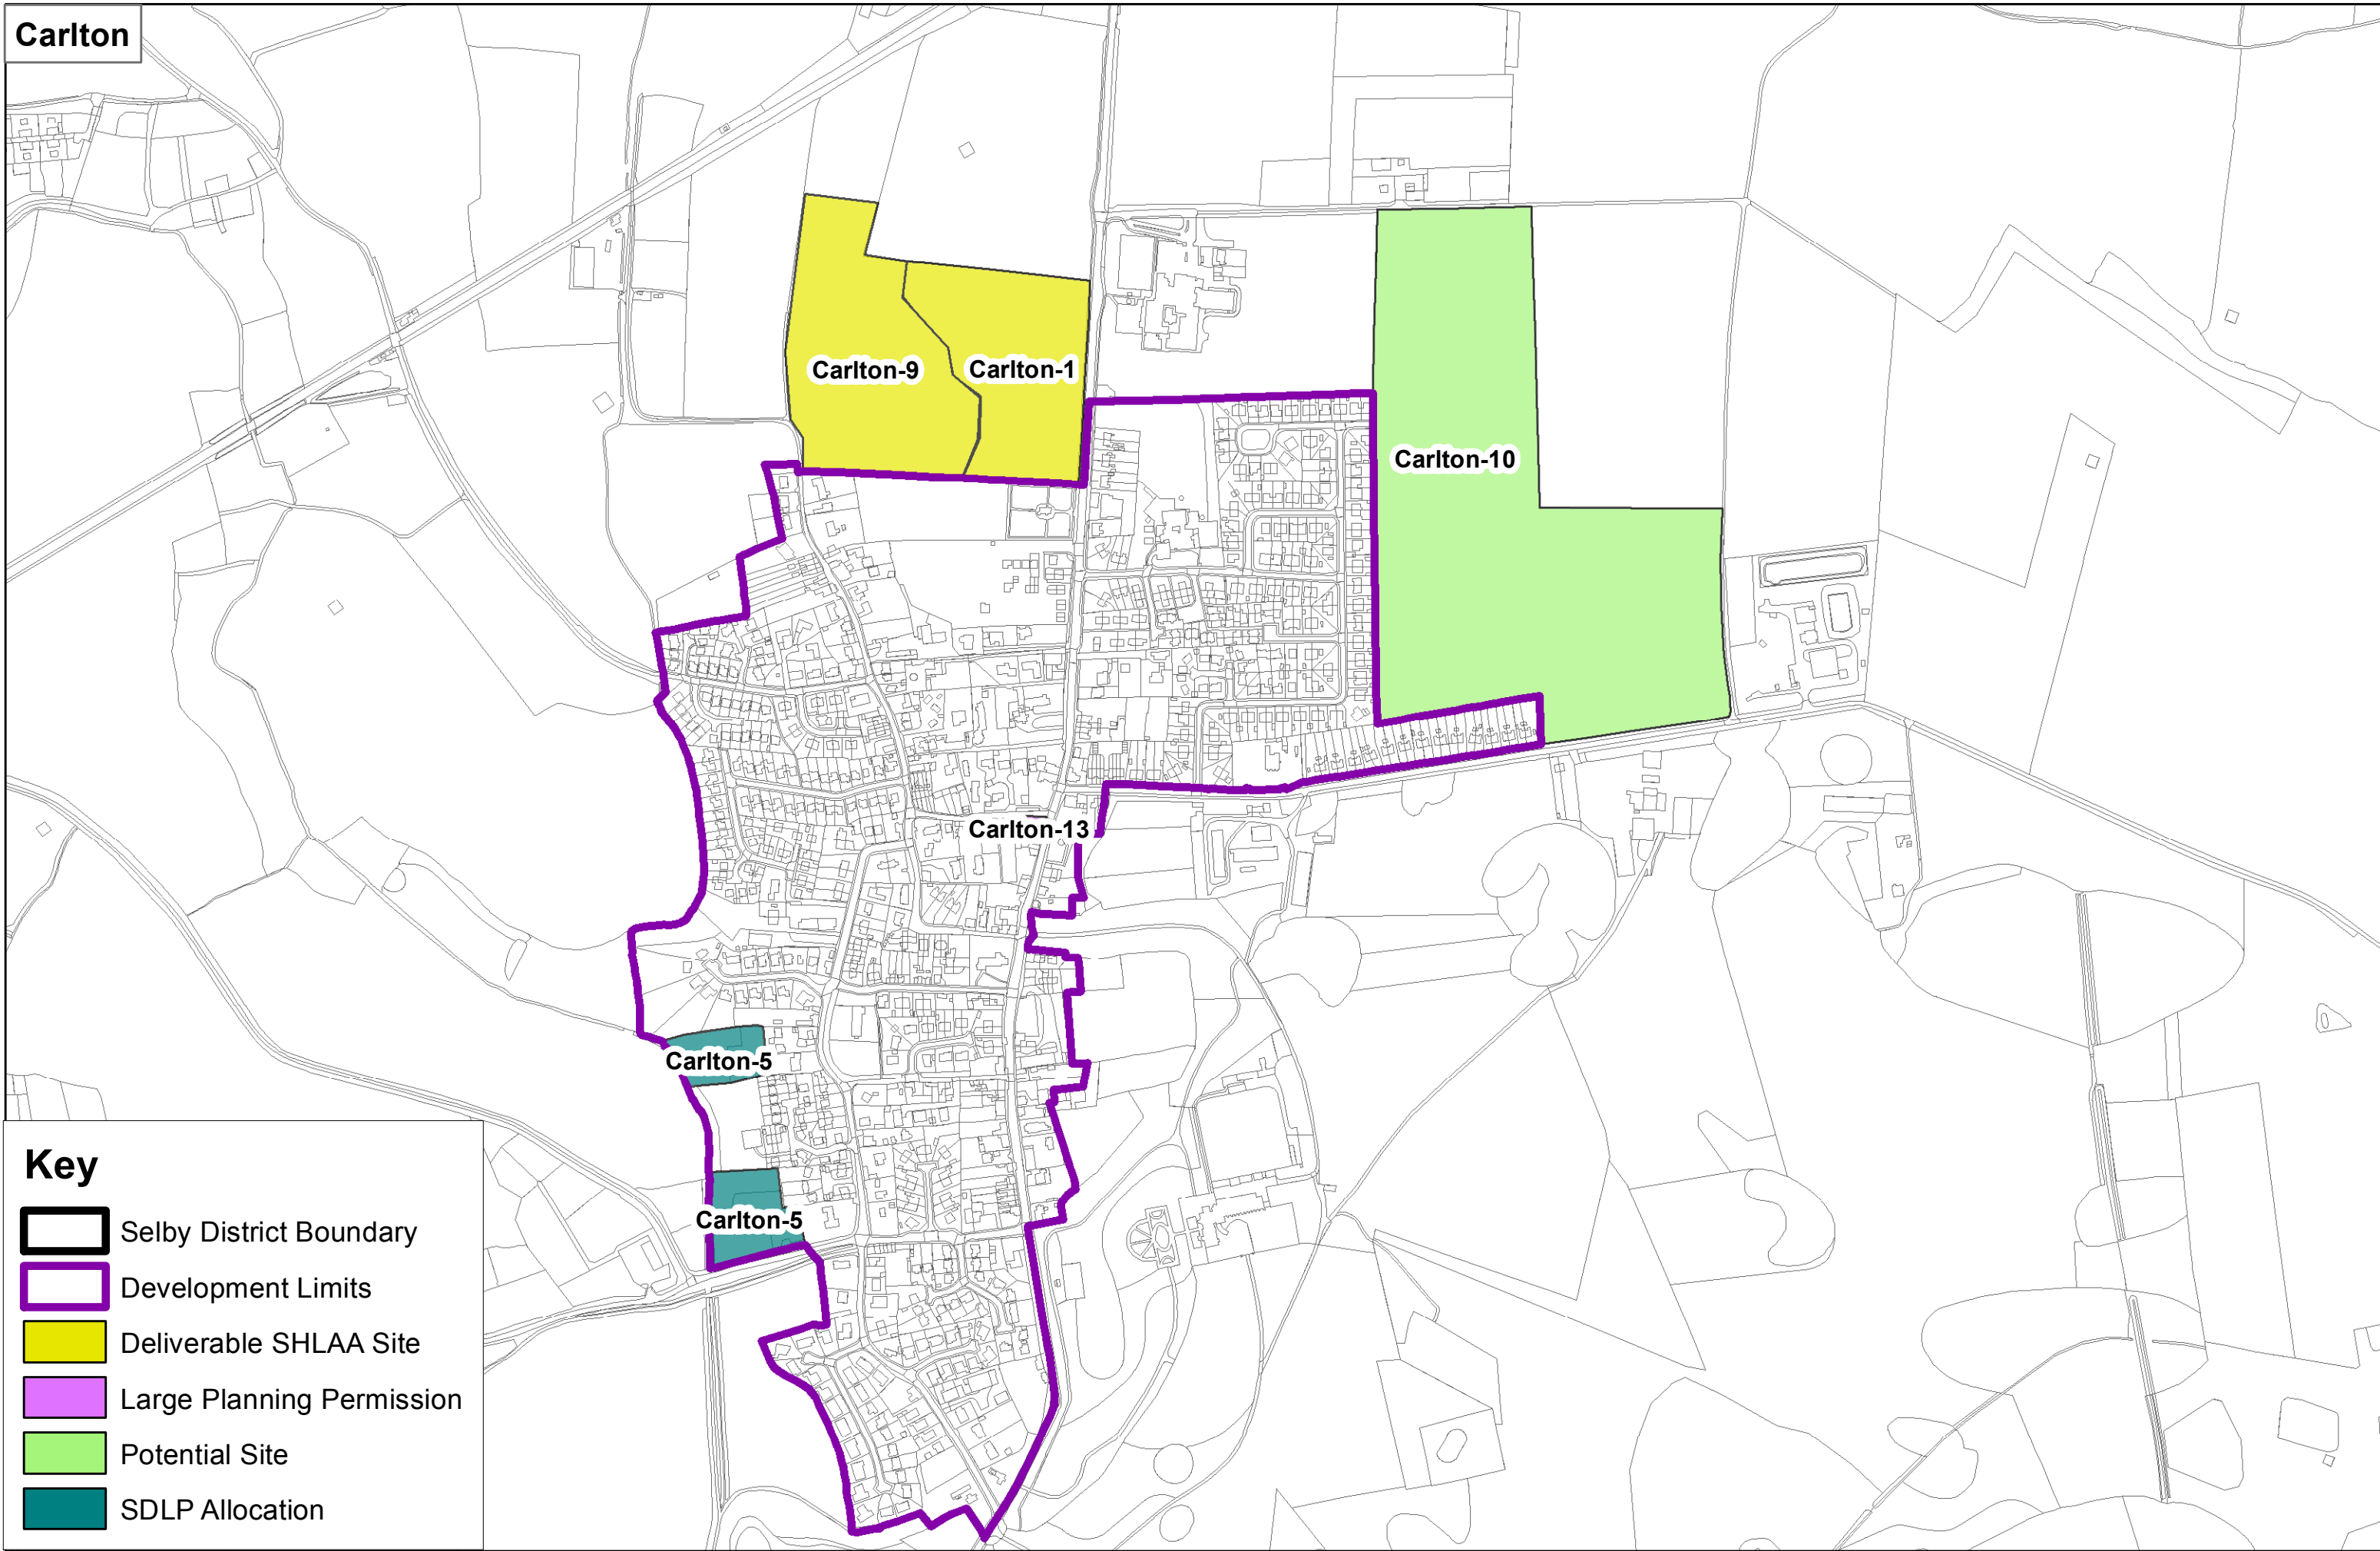 Carlton
Carlton-9
Carlton-1
Carlton-10
Carlton-13
Carlton-5
Carlton-5
Key
Selby District Boundary
Development Limits
Deliverable SHLAA Site
Large Planning Permission
Potential Site
SDLP Allocation